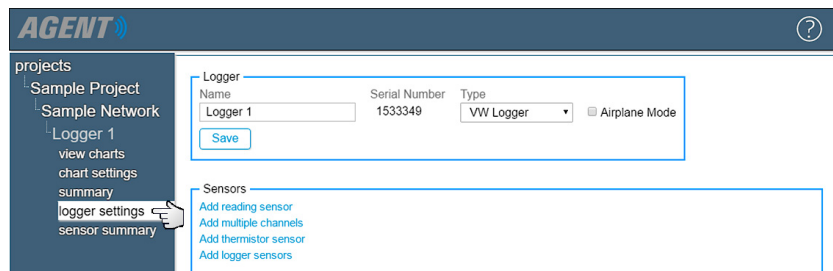 AGENT
?
projects
Sample Project
Sample Network
Logger 1
view charts
chart settings
summary
logger settings
sensor summary
Logger
Name Serial Number Type
Logger 1 1533349 VW Logger Airplane Mode
Save
Sensors
Add reading sensor
Add multiple channels
Add thermistor sensor
Add logger sensors